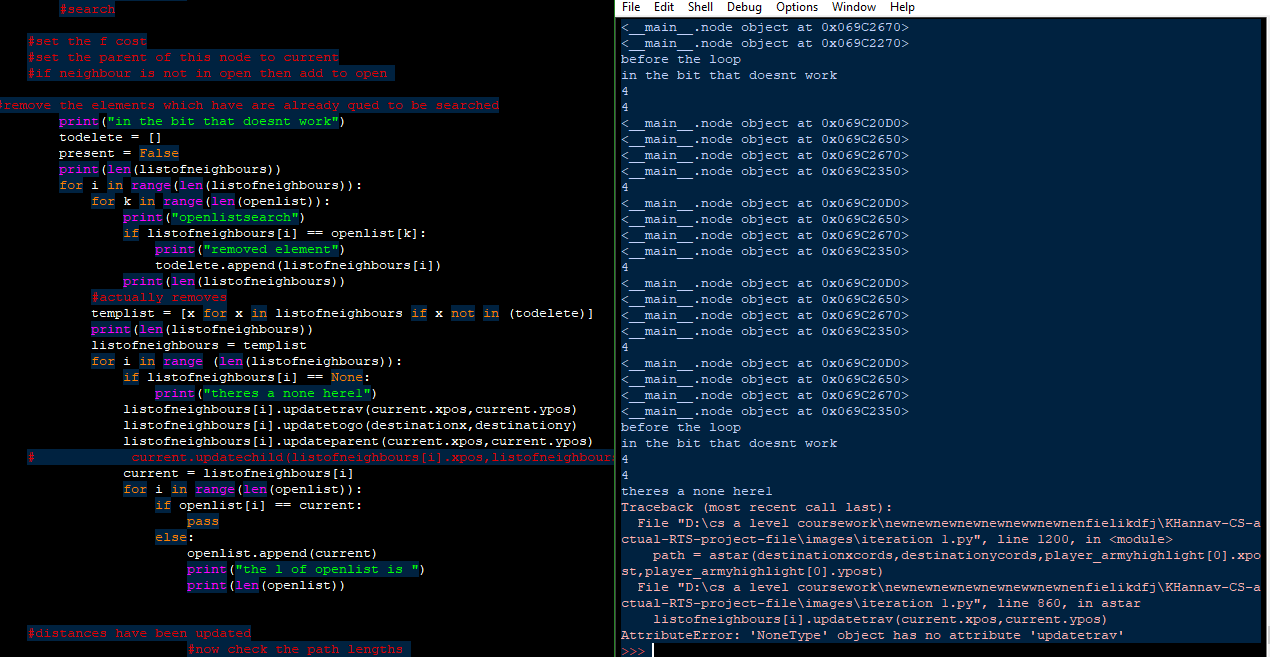 #search
#set the f cost
#set the parent of this node to current
#if neighbour is not in open then add to open
#remove the elements which have are already qued to be searched
print("in the bit that doesnt work")
todelete = []
present = False
print(len(listofneighbours))
for i in range(len(listofneighbours)):
for k in range(len(openlist)):
print("openlistsearch")
if listofneighbours[i] == openlist[k]:
print("removed element")
todelete.append(listofneighbours[i])
print(len(listofneighbours))
#actually removes
templist = [x for x in listofneighbours if x not in (todelete)]
print(len(listofneighbours))
listofneighbours = templist
for i in range (len(listofneighbours)):
if listofneighbours[i] == None:
print("theres a none herel")
listofneighbours[i].updatetrav(current.xpos,current.ypos)
listofneighbours[i].updatetogo(destinationx,destinationy)
listofneighbours[i].updateparent(current.xpos,current.ypos)
# current.updatechild(listofneighbours[i].xpos,listofneighbours
current = listofneighbours[i]
for i in range(len(openlist)):
if openlist[i] == current:
pass
else:
openlist.append(current)
print("the l of openlist is ")
print(len(openlist))
#distances have been updated
#now check the path lengths
File Edit Shell Debug Options Window Help
<__main__.node object at 0x069C2670>
<__main__.node object at 0x069C2270>
before the loop
in the bit that doesnt work
4
4
<__main__.node object at 0x069C20D0>
<__main__.node object at 0x069C2650>
<__main__.node object at 0x069C2670>
<__main__.node object at 0x069C2350>
4
<__main__.node object at 0x069C20D0>
<__main__.node object at 0x069C2650>
<__main__.node object at 0x069C2670>
<__main__.node object at 0x069C2350>
4
<__main__.node object at 0x069C20D0>
<__main__.node object at 0x069C2650>
<__main__.node object at 0x069C2670>
<__main__.node object at 0x069C2350>
4
<__main__.node object at 0x069C20D0>
<__main__.node object at 0x069C2650>
<__main__.node object at 0x069C2670>
<__main__.node object at 0x069C2350>
before the loop
in the bit that doesnt work
4
4
theres a none herel
Traceback (most recent call last):
File "D:\cs a level coursework\newnewnewnewnewwnewnenfielikdfj\KHannav-CS-a
ctual-RTS-project-file\images\iteration 1.py", line 1200, in <module>
path = astar(destinationxcords,destinationycords,player_armyhighlight[0].xpo
st,player_armyhighlight[0].ypost)
File "D:\cs a level coursework\newnewnewnewnewwnewnenfielikdfj\KHannav-CS-a
ctual-RTS-project-file\images\iteration 1.py", line 860, in astar
listofneighbours[i].updatetrav(current.xpos,current.ypos)
AttributeError: 'NoneType' object has no attribute 'updatetrav'
>>>